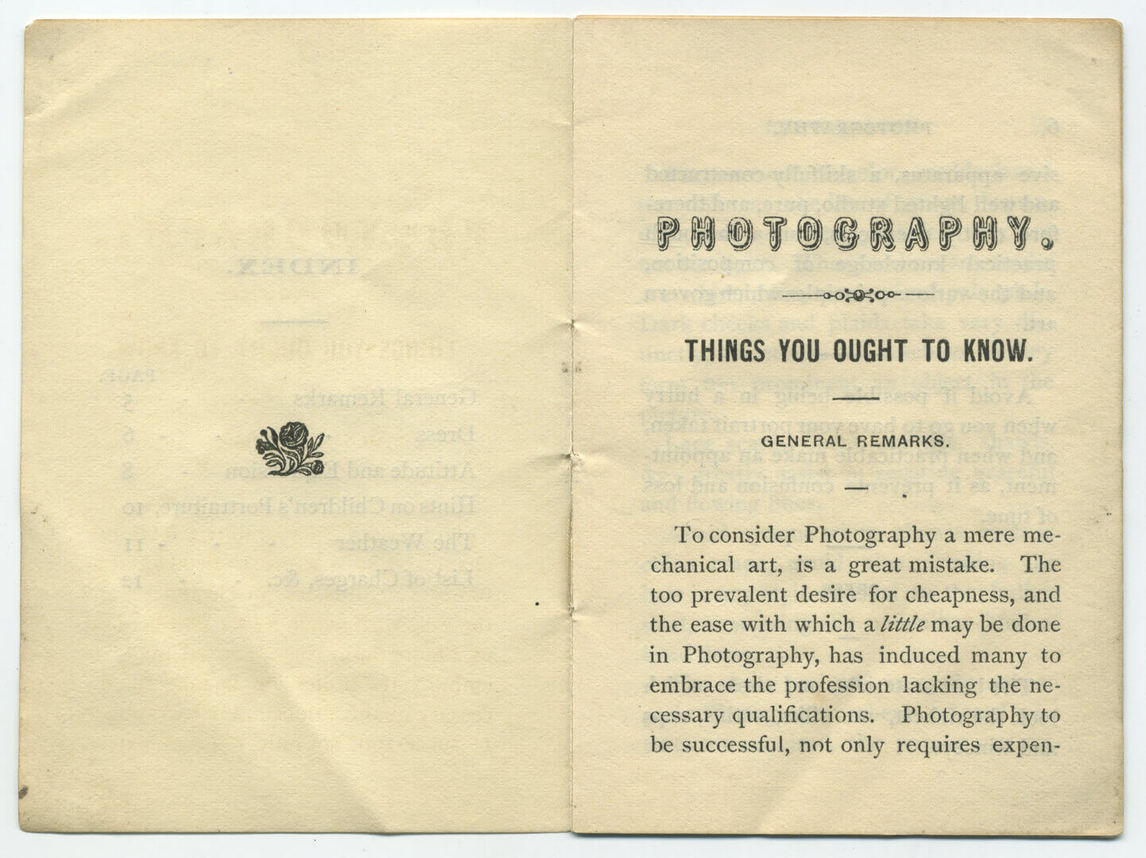 PHOTOGRAPHY.
THINGS YOU OUGHT TO KNOW.
GENERAL REMARKS.
To consider Photography a mere me-
chanical art, is a great mistake. The
too prevalent desire for cheapness, and
the ease with which a little may be done
in Photography, has induced many to
embrace the profession lacking the ne-
cessary qualifications. Photography to
be successful, not only requires expen-